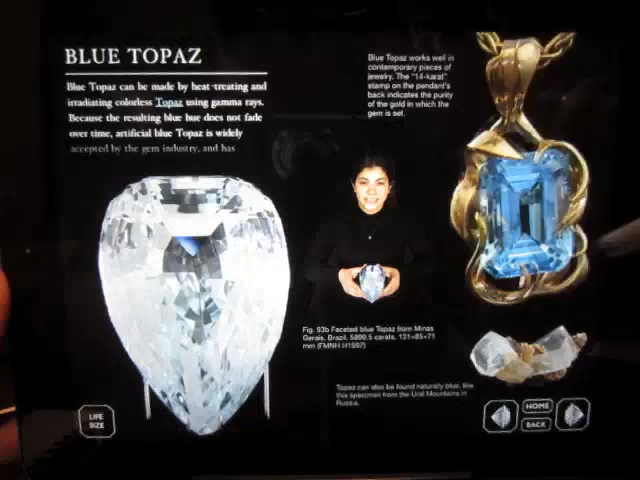 BLUE TOPAZ
Blue Topaz can be made by heat-treating and
irradiating colorless Topaz using gamma rays.
Because the resulting blue hue does not fade
over time, artificial blue Topaz is widely
accepted by the gem industry, and has
Blue Topaz works well in
contemporary pieces of
jewelry. The "14-karat"
stamp on the pendant's
back indicates the purity
of the gold in which the
gem is set.
Fig. 93b Faceted blue Topaz from Minas
Gerais, Brazil. 5890.5 carats, 131×85×71
mm (FMNH H1597)
Topaz can also be found naturally blue, like
this specimen from the Ural Mountains in
Russia.
LIFE
SIZE
HOME
BACK